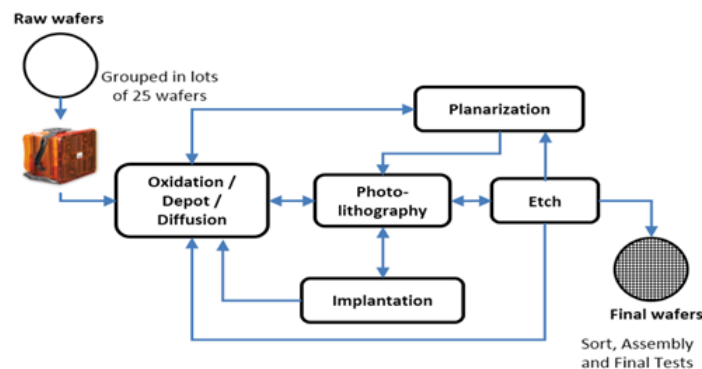 Raw wafers
Grouped in lots
of 25 wafers
Planarization
Oxidation /
Depot /
Diffusion
Photo-
lithography
Etch
Implantation
Final wafers
Sort, Assembly
and Final Tests